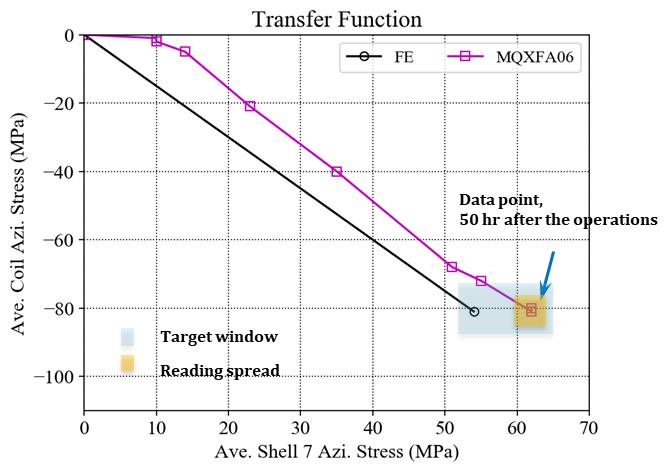 Transfer Function
FE
MQXFA06
Data point,
50 hr after the operations
Target window
Reading spread
0
−20
−40
−60
−80
−100
Ave. Coil Azi. Stress (MPa)
0 10 20 30 40 50 60 70
Ave. Shell 7 Azi. Stress (MPa)